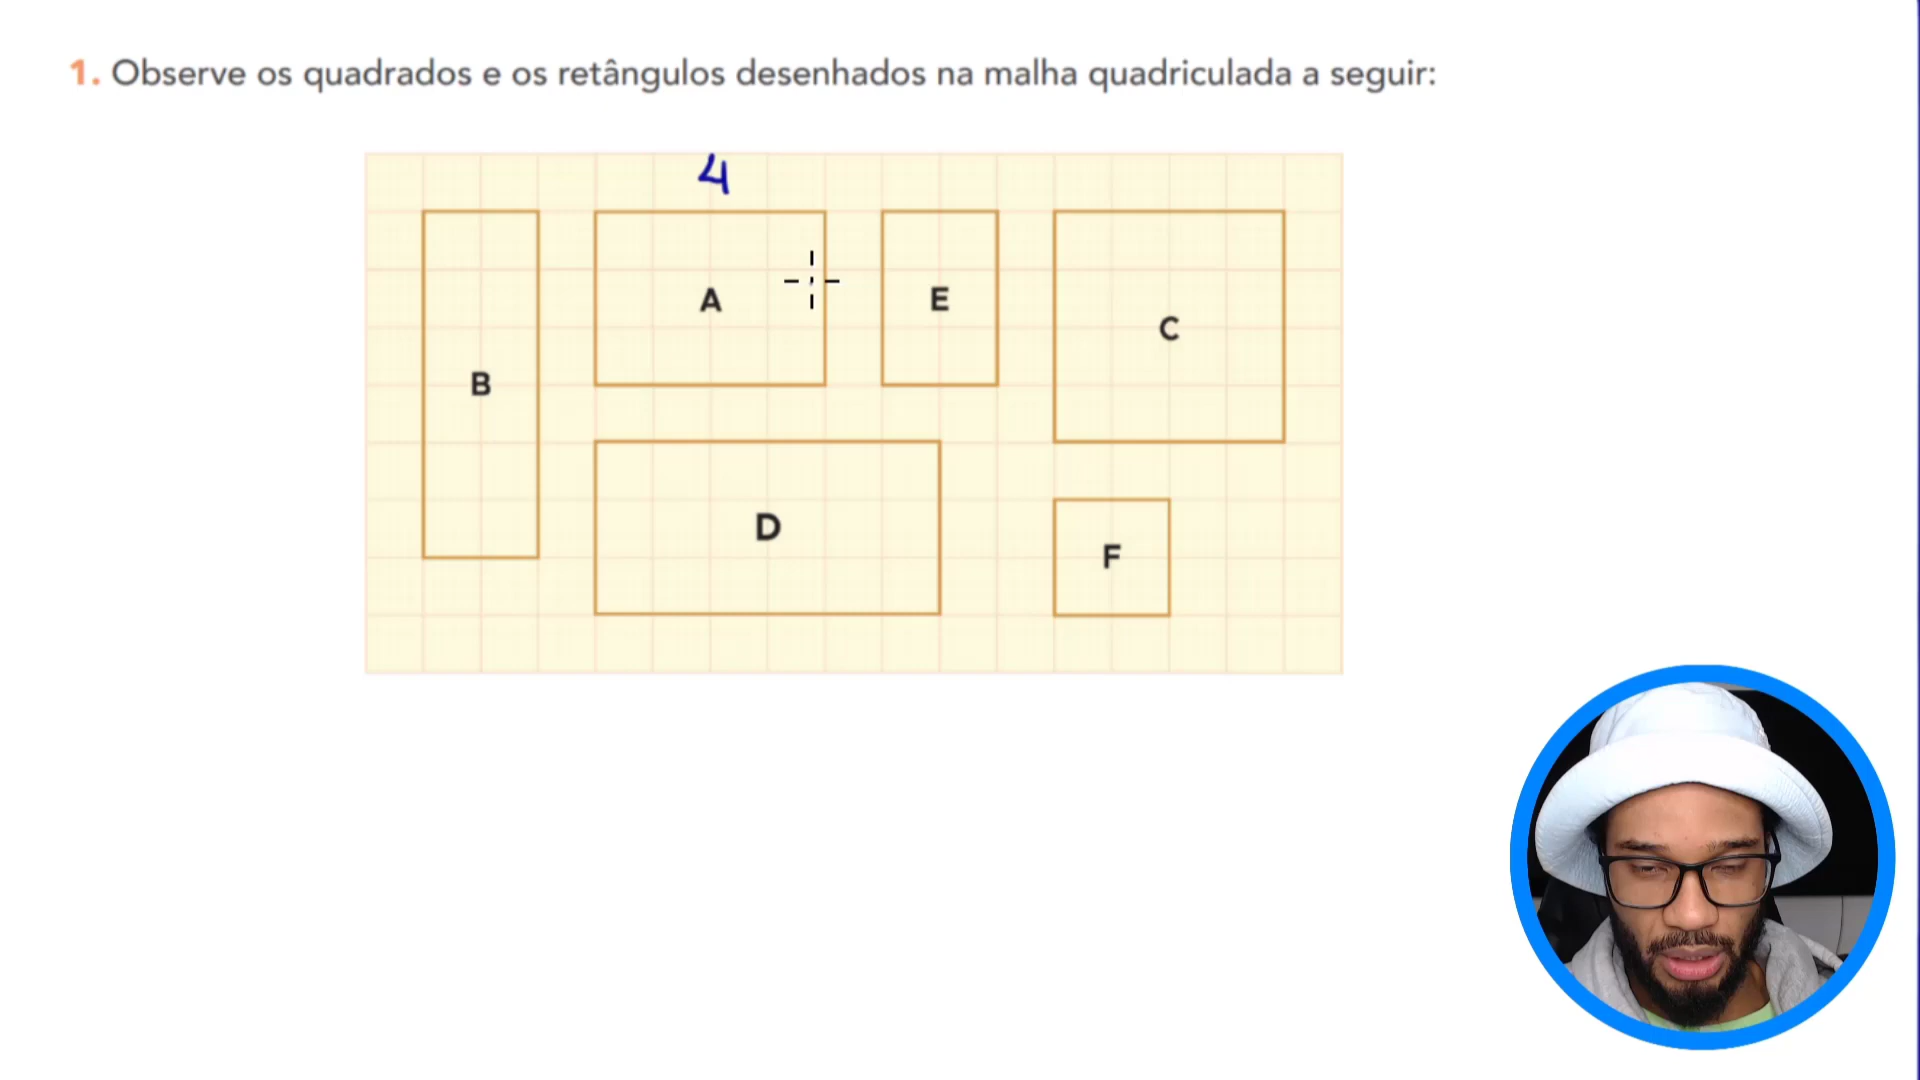 1. Observe os quadrados e os retângulos desenhados na malha quadriculada a seguir:
4
A
E
C
B
D
F